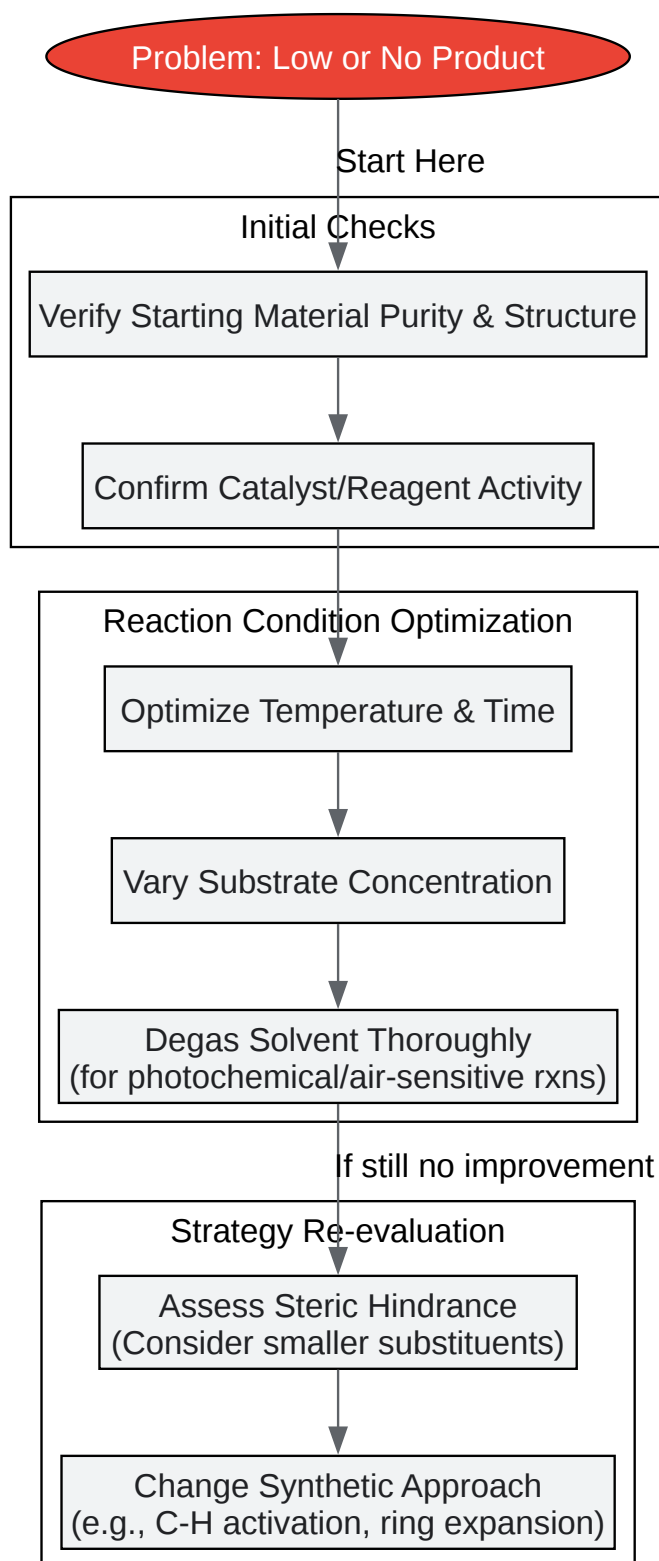 Problem: Low or No Product
Start Here
Initial Checks
Verify Starting Material Purity & Structure
Confirm Catalyst/Reagent Activity
Reaction Condition Optimization
Optimize Temperature & Time
Vary Substrate Concentration
Degas Solvent Thoroughly
(for photochemical/air-sensitive rxns)
If still no improvement
Strategy Re-evaluation
Assess Steric Hindrance
(Consider smaller substituents)
Change Synthetic Approach
(e.g., C-H activation, ring expansion)